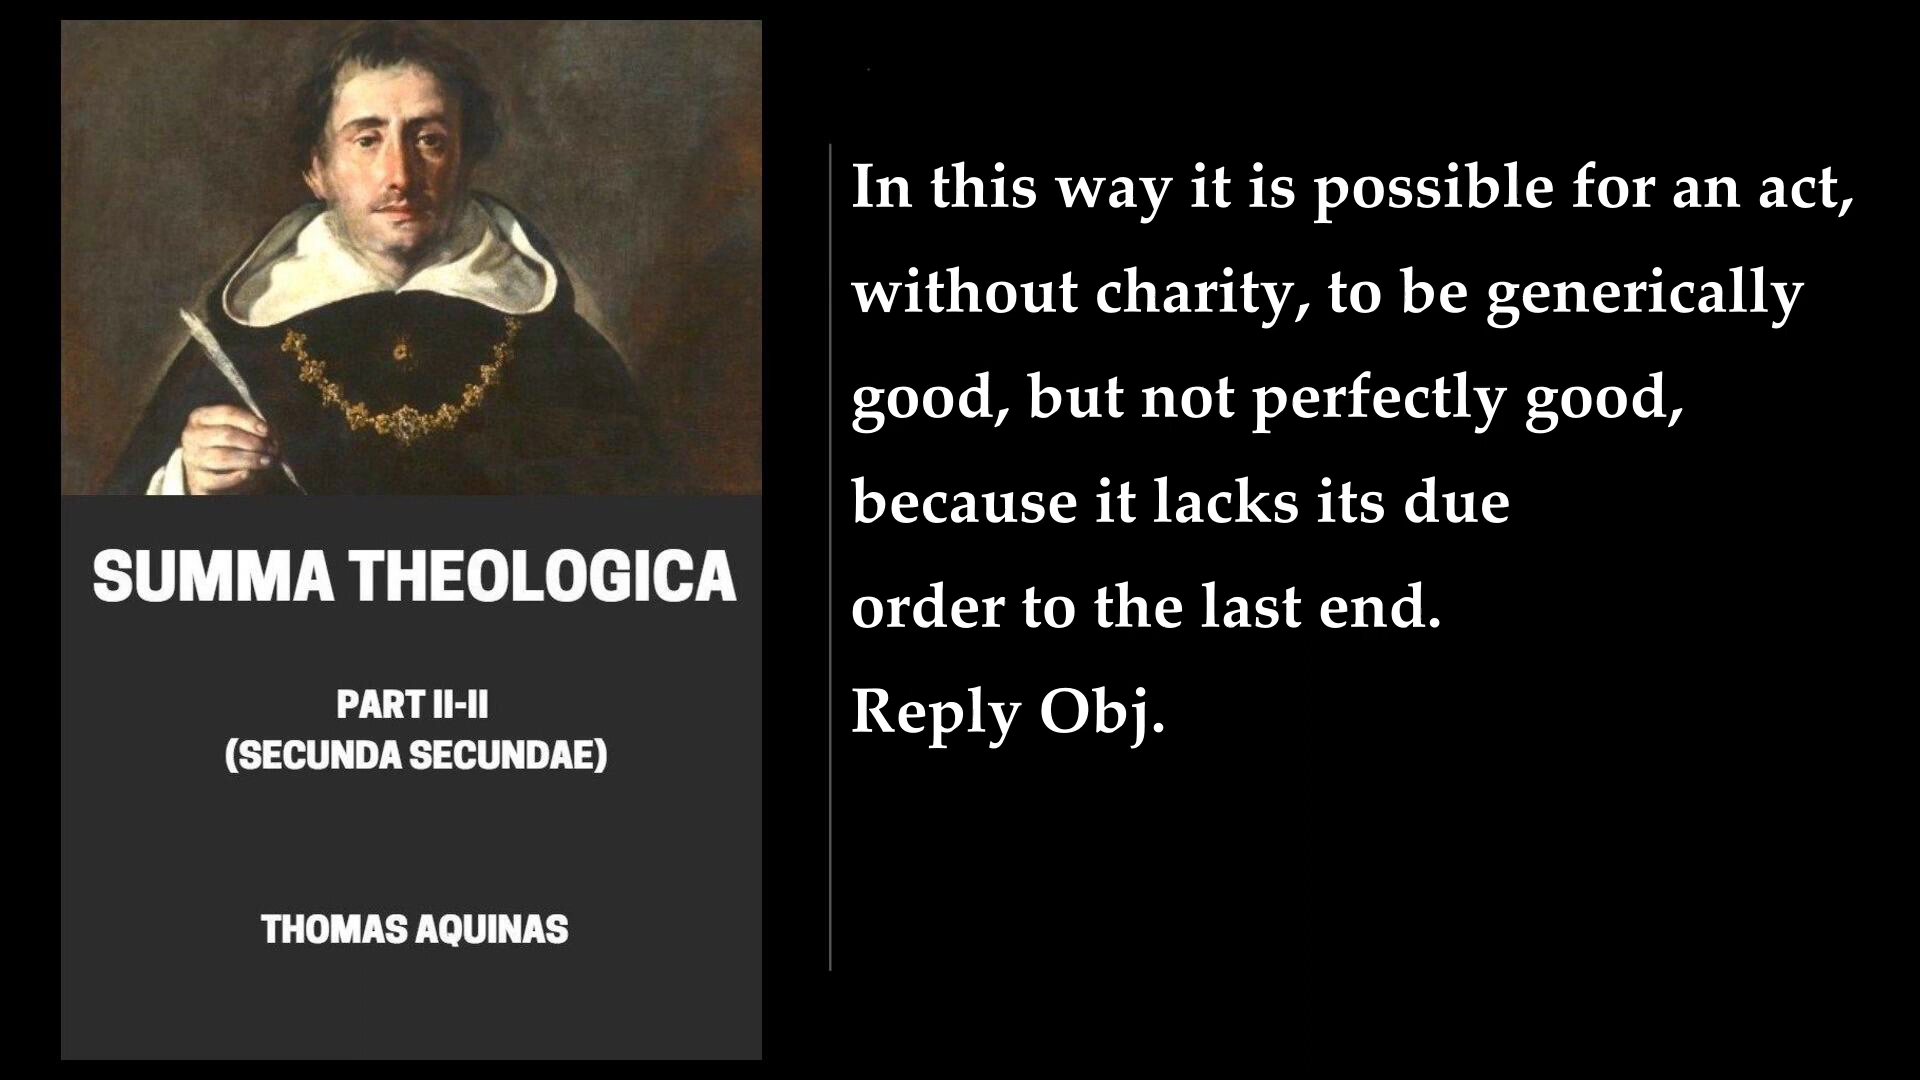 SUMMA THEOLOGICA
PART II-II
(SECUNDA SECUNDAE)
THOMAS AQUINAS
In this way it is possible for an act,
without charity, to be generically
good, but not perfectly good,
because it lacks its due
order to the last end.
Reply Obj.